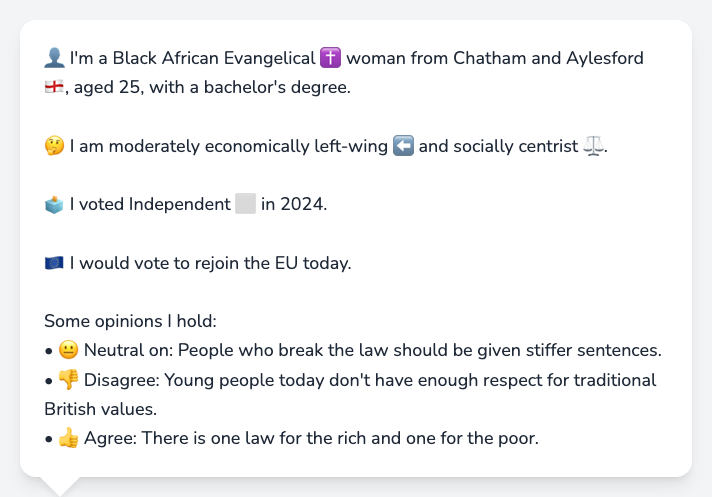 👤 I'm a Black African Evangelical ✝️ woman from Chatham and Aylesford
🏴󠁧󠁢󠁥󠁮󠁧󠁿, aged 25, with a bachelor's degree.
🤔 I am moderately economically left-wing ⬅️ and socially centrist ⚖️.
🗳️ I voted Independent ⬜ in 2024.
🇪🇺 I would vote to rejoin the EU today.
Some opinions I hold:
• 😐 Neutral on: People who break the law should be given stiffer sentences.
• 👎 Disagree: Young people today don't have enough respect for traditional
British values.
• 👍 Agree: There is one law for the rich and one for the poor.